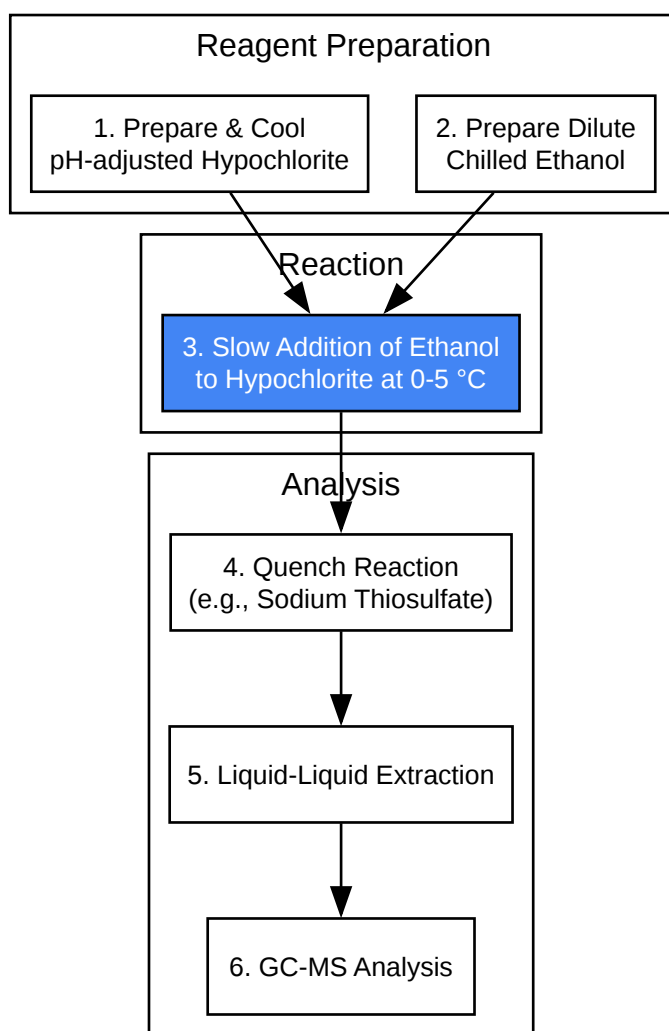 Reagent Preparation
1. Prepare & Cool
pH-adjusted Hypochlorite
2. Prepare Dilute
Chilled Ethanol
Reaction
3. Slow Addition of Ethanol
to Hypochlorite at 0-5 °C
Analysis
4. Quench Reaction
(e.g., Sodium Thiosulfate)
5. Liquid-Liquid Extraction
6. GC-MS Analysis